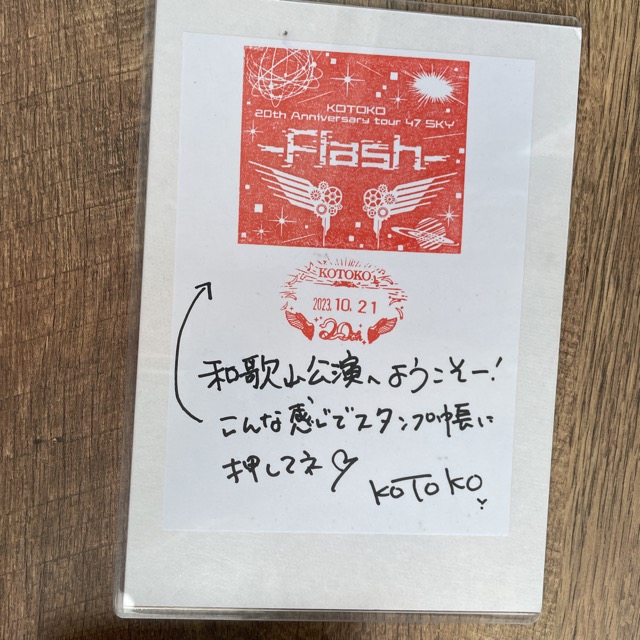 KOTOKO
20th Anniversary tour 47 SKY
-Flash-
KOTOKO
2023.10.21
20th
和歌山公演へようこそー!
こんな感じでスタンプ帳に
押してネ♡
KOTOKO